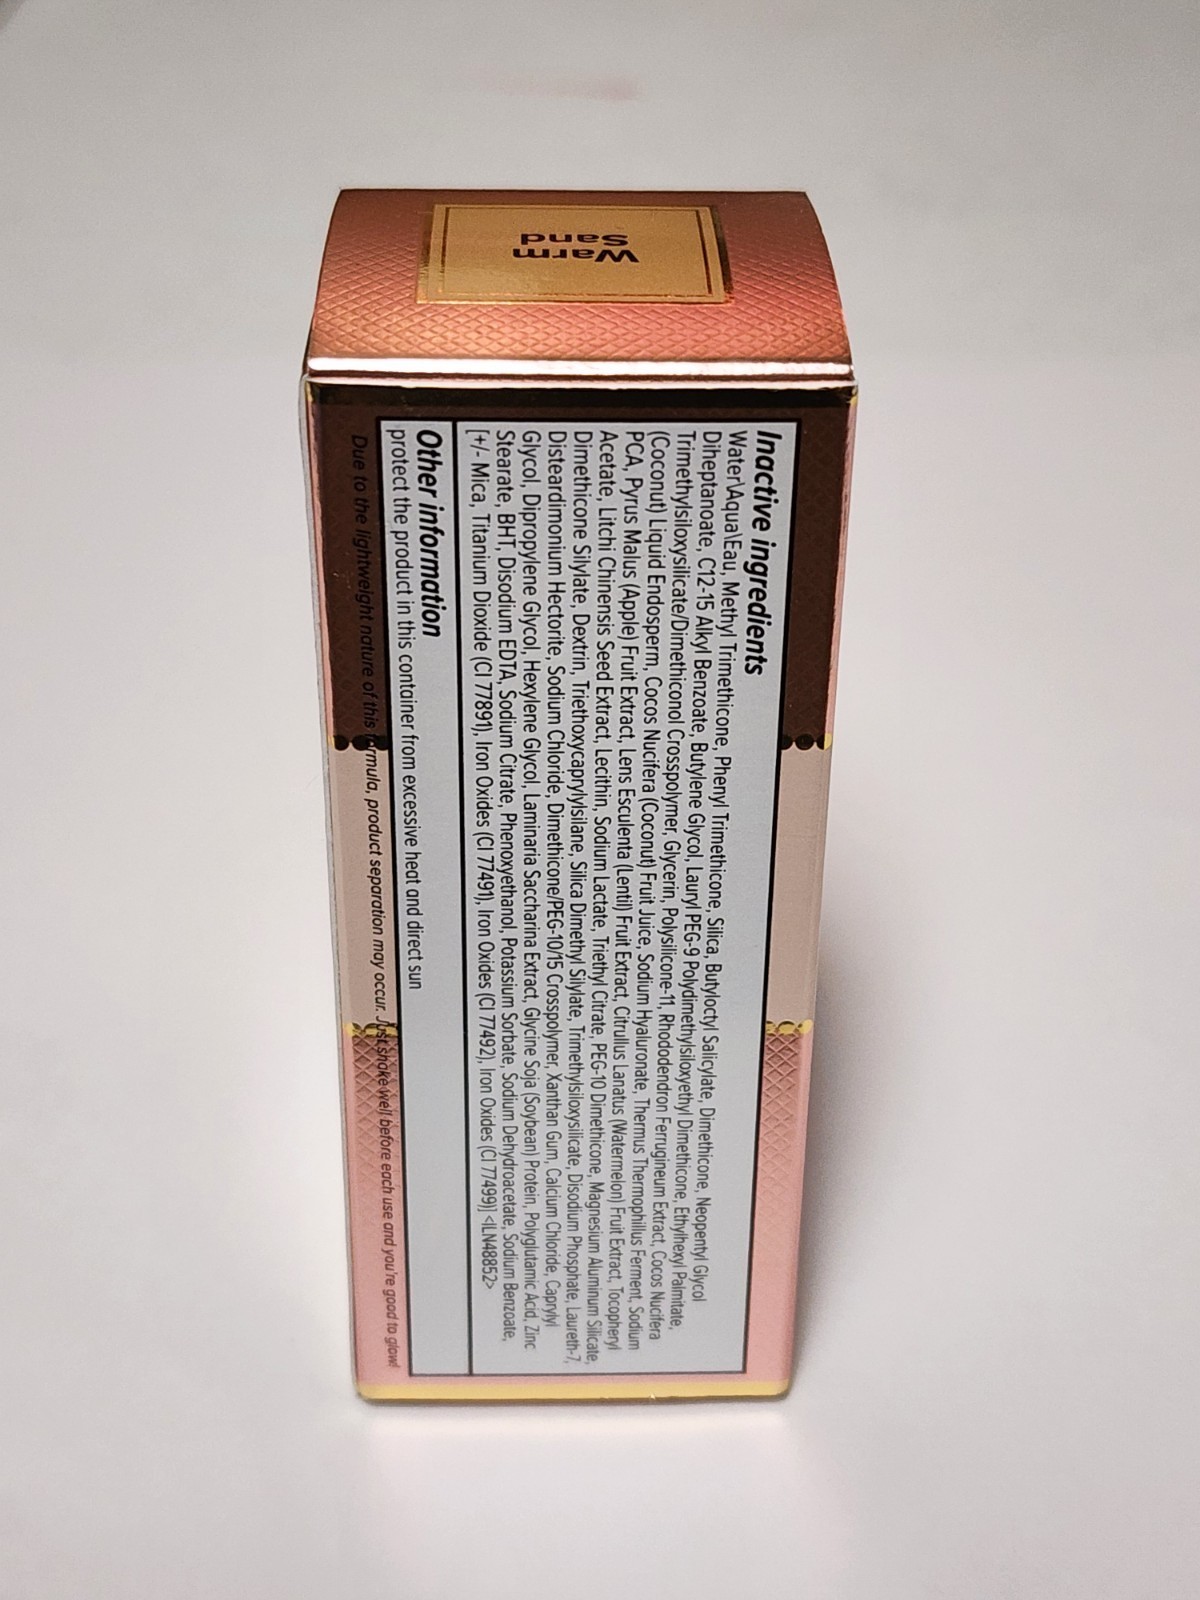 Warm
Sand
Inactive ingredients
Water\Aqua\Eau, Methyl Trimethicone, Phenyl Trimethicone, Silica, Butyloctyl Salicylate, Dimethicone, Neopentyl Glycol
Diheptanoate, C12-15 Alkyl Benzoate, Butylene Glycol, Lauryl PEG-9 Polydimethylsiloxyethyl Dimethicone, Ethylhexyl Palmitate,
Trimethylsiloxysilicate/Dimethiconol Crosspolymer, Glycerin, Polysilicone-11, Rhododendron Ferrugineum Extract, Cocos Nucifera
(Coconut) Liquid Endosperm, Cocos Nucifera (Coconut) Fruit Juice, Sodium Hyaluronate, Thermus Thermophillus Ferment, Sodium
PCA, Pyrus Malus (Apple) Fruit Extract, Lens Esculenta (Lentil) Fruit Extract, Citrullus Lanatus (Watermelon) Fruit Extract, Tocopheryl
Acetate, Litchi Chinensis Seed Extract, Lecithin, Sodium Lactate, Triethyl Citrate, PEG-10 Dimethicone, Magnesium Aluminum Silicate,
Dimethicone Silylate, Dextrin, Triethoxycaprylylsilane, Silica Dimethyl Silylate, Trimethylsiloxysilicate, Disodium Phosphate, Laureth-7,
Disteardimonium Hectorite, Sodium Chloride, Dimethicone/PEG-10/15 Crosspolymer, Xanthan Gum, Calcium Chloride, Caprylyl
Glycol, Dipropylene Glycol, Hexylene Glycol, Laminaria Saccharina Extract, Glycine Soja (Soybean) Protein, Polyglutamic Acid, Zinc
Stearate, BHT, Disodium EDTA, Sodium Citrate, Phenoxyethanol, Potassium Sorbate, Sodium Dehydroacetate, Sodium Benzoate,
[+/- Mica, Titanium Dioxide (CI 77891), Iron Oxides (CI 77491), Iron Oxides (CI 77492), Iron Oxides (CI 77499)] <ILN48852>
Other information
protect the product in this container from excessive heat and direct sun
Due to the lightweight nature of this formula, product separation may occur. Just shake well before each use and you're good to glow!